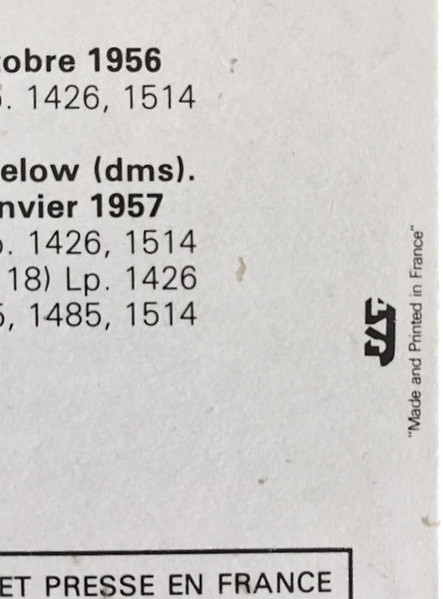 tobre 1956
. 1426, 1514
elow (dms).
nvier 1957
. 1426, 1514
18) Lp. 1426
, 1485, 1514
"Made and Printed in France"
ET PRESSE EN FRANCE